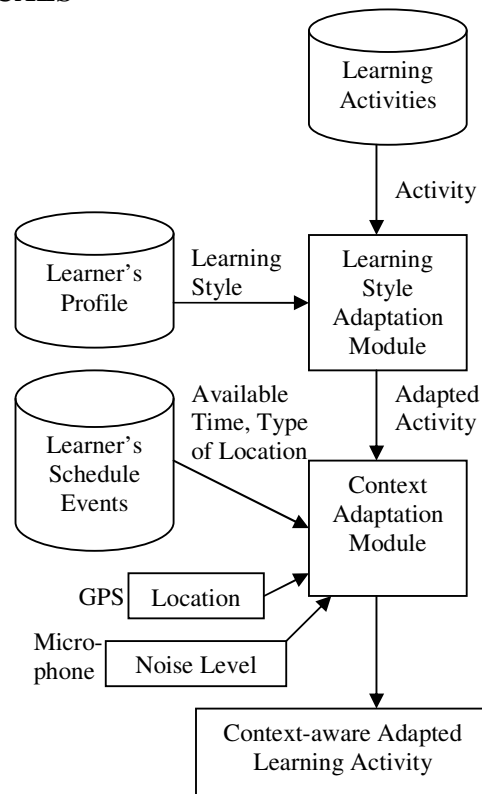 Learning
Activities
Activity
Learner's
Profile
Learning
Style
Learning
Style
Adaptation
Module
Available
Time, Type
of Location
Adapted
Activity
Learner's
Schedule
Events
Context
Adaptation
Module
GPS
Location
Micro-
phone
Noise Level
Context-aware Adapted
Learning Activity